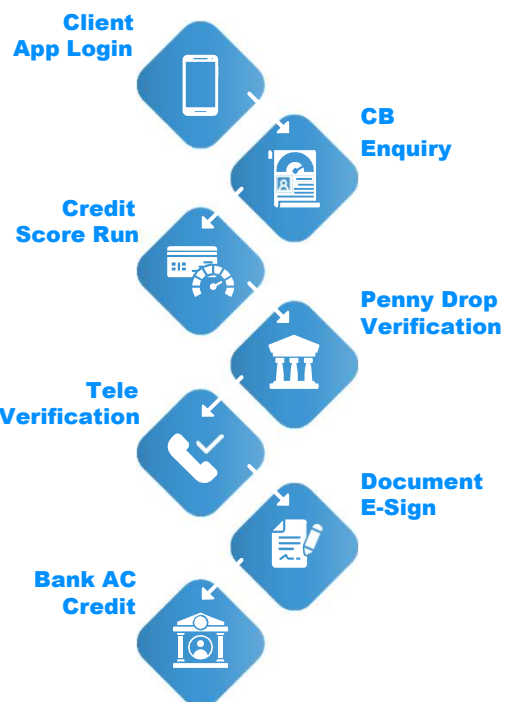 Client
App Login
CB
Enquiry
Credit
Score Run
Penny Drop
Verification
Tele
Verification
Document
E-Sign
Bank AC
Credit